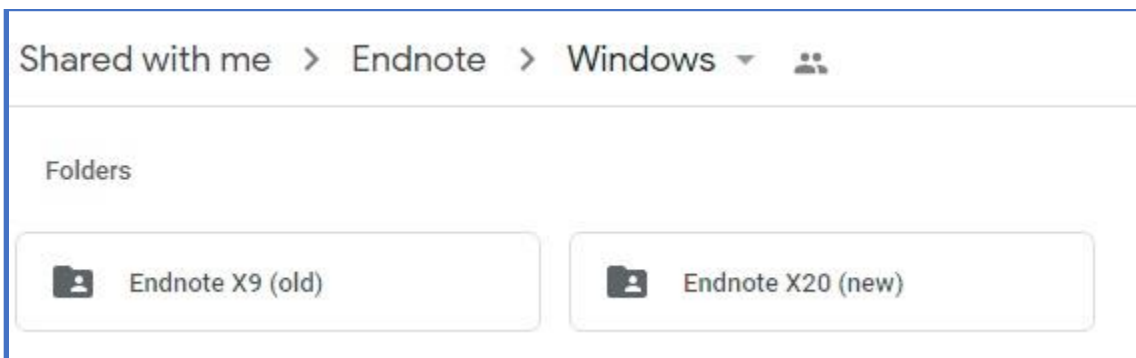 Shared with me > Endnote > Windows
Folders
Endnote X9 (old) Endnote X20 (new)